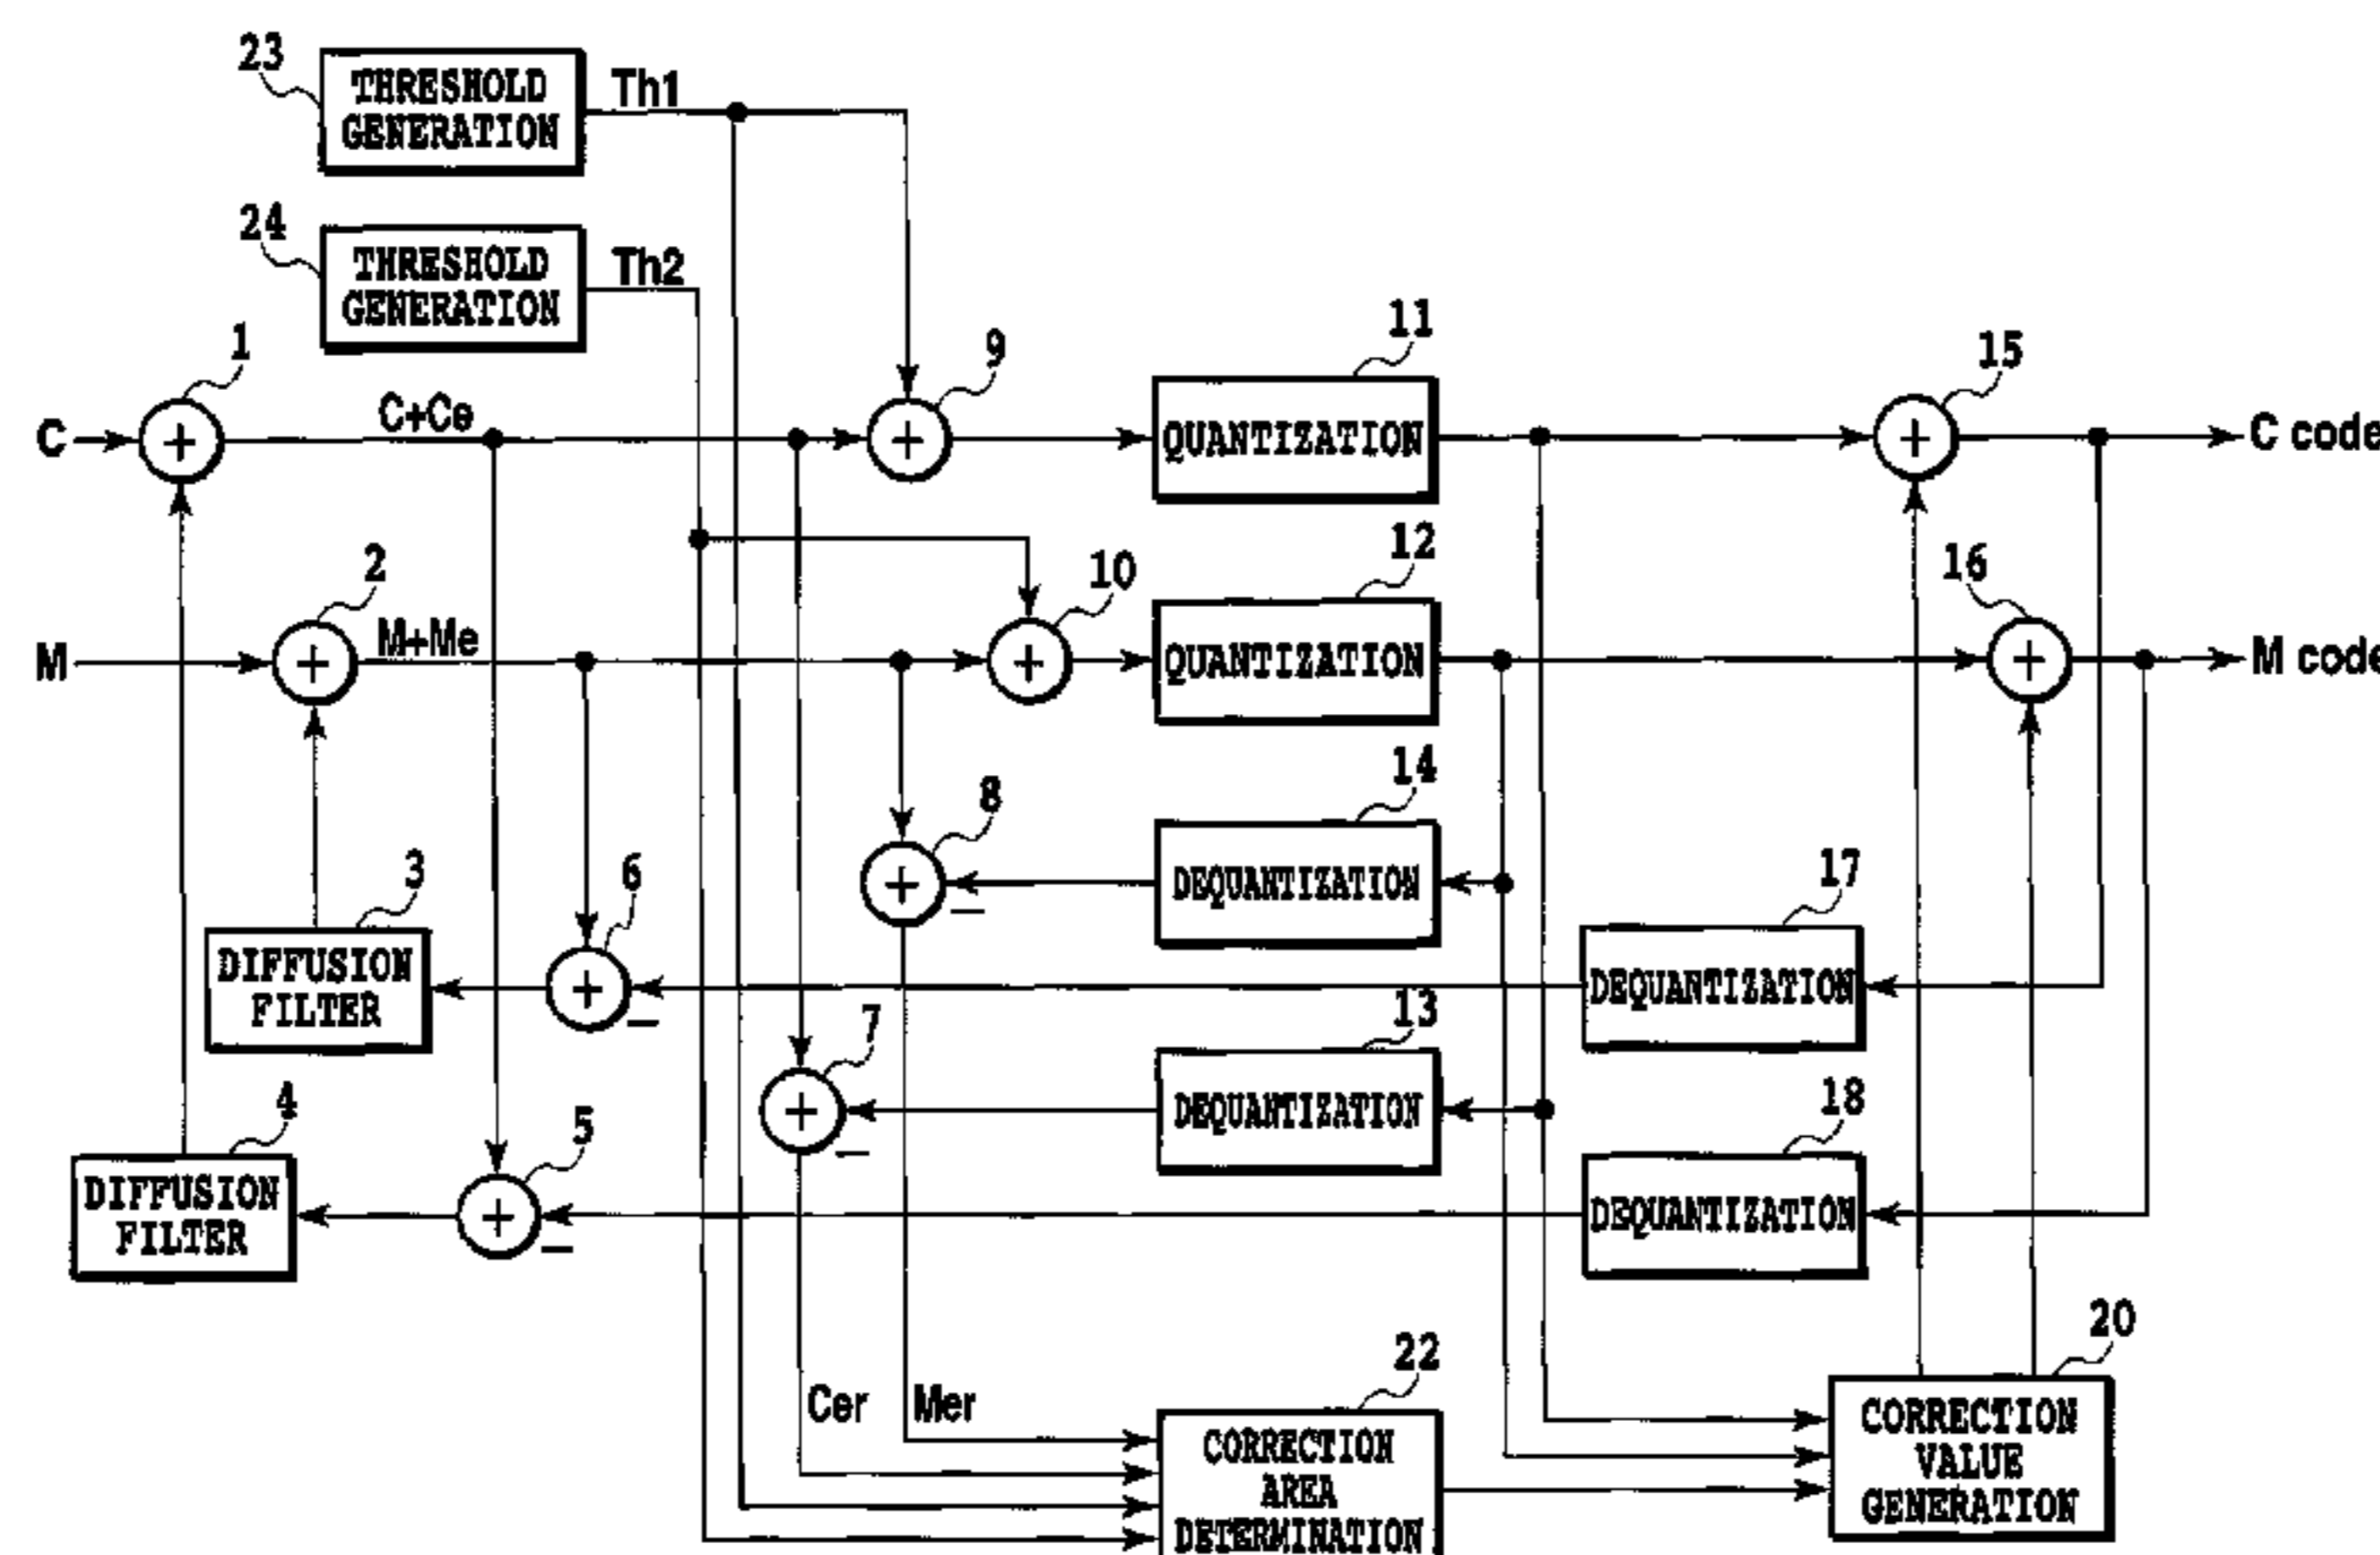 23
THRESHOLD
GENERATION
Th1
24
THRESHOLD
GENERATION
Th2
1
9
11
15
C
C+Ce
QUANTIZATION
C code
2
10
12
16
M
M+Me
QUANTIZATION
M code
8
14
DEQUANTIZATION
3
6
17
DIFFUSION
FILTER
DEQUANTIZATION
7
13
DEQUANTIZATION
4
5
18
DIFFUSION
FILTER
DEQUANTIZATION
Cer
Mer
22
CORRECTION
AREA
DETERMINATION
20
CORRECTION
VALUE
GENERATION